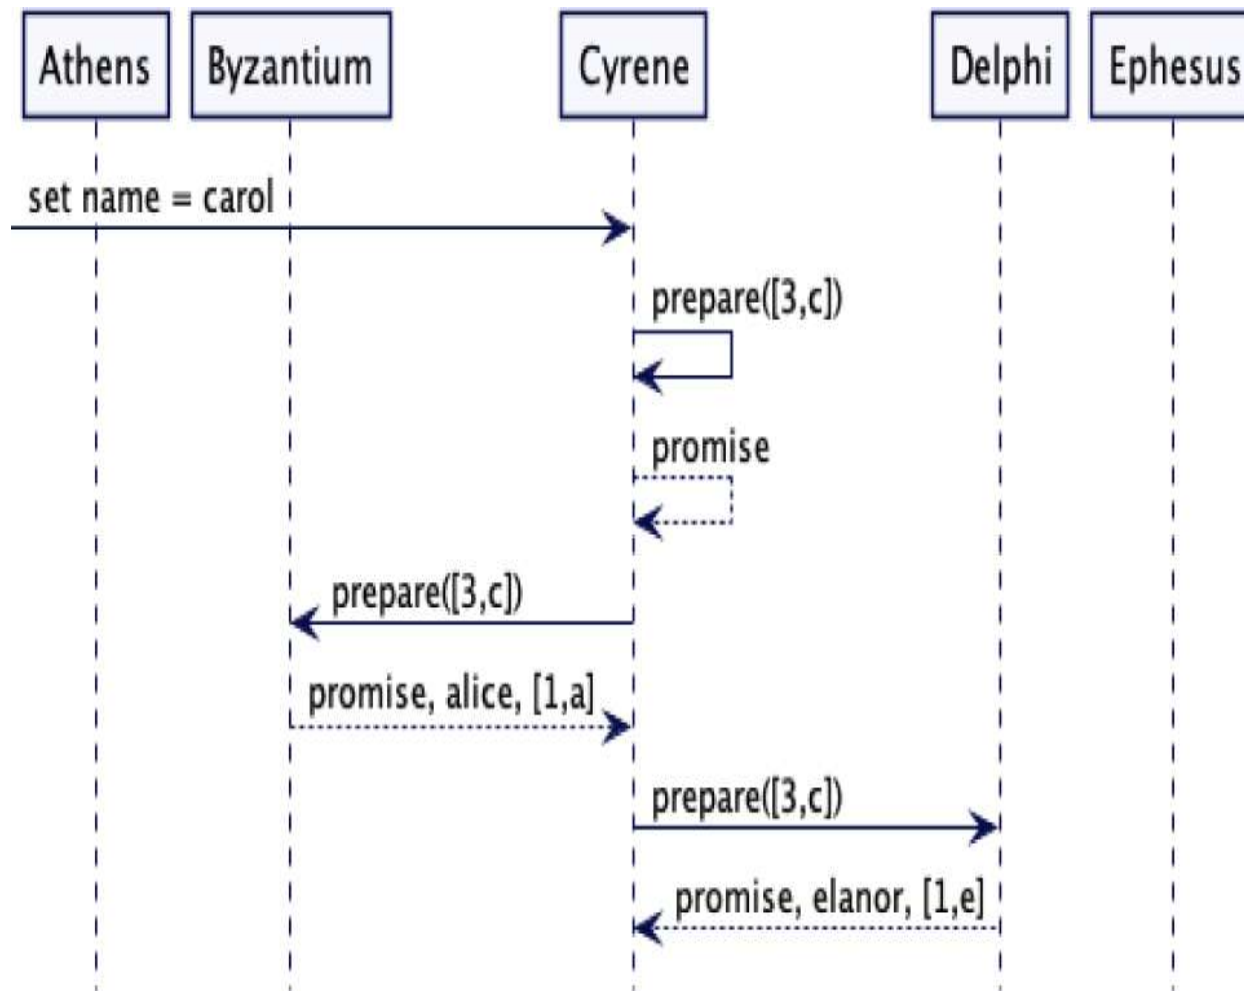 Athens
Byzantium
Cyrene
Delphi
Ephesus
set name = carol
prepare([3,c])
promise
prepare([3,c])
promise, alice, [1,a]
prepare([3,c])
promise, elanor, [1,e]